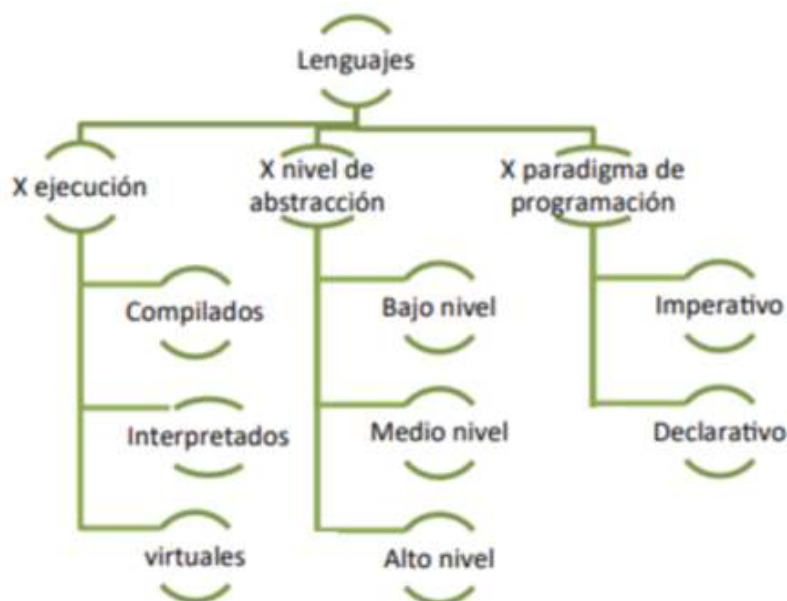 Lenguajes
X ejecución
X nivel de
abstracción
X paradigma de
programación
Compilados
Bajo nivel
Imperativo
Interpretados
Medio nivel
Declarativo
virtuales
Alto nivel